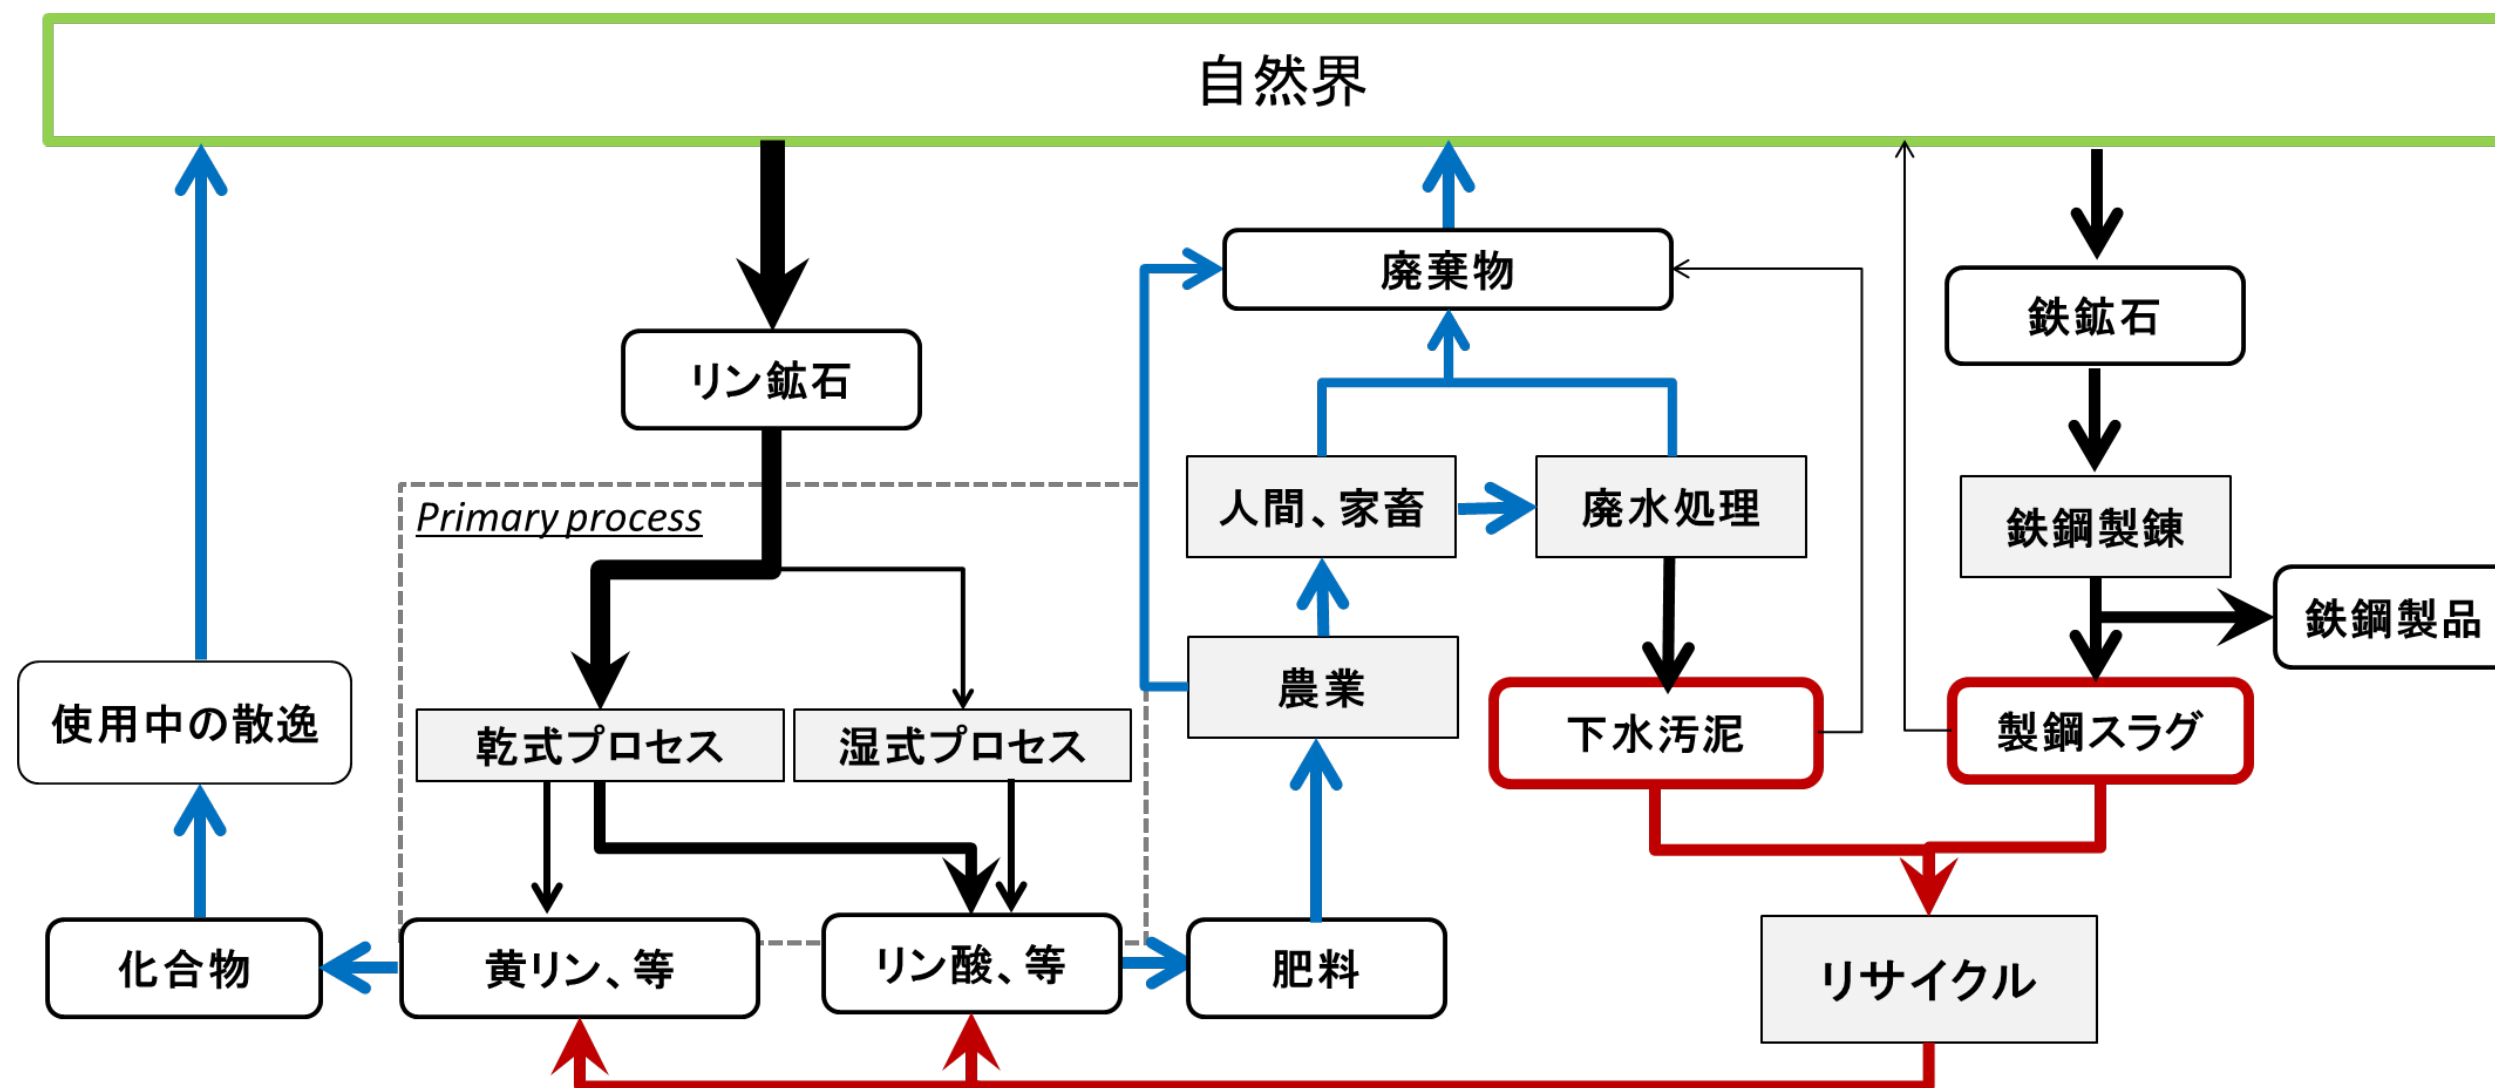 自然界
廃棄物
鉄鉱石
リン鉱石
Primary process
人間、家畜
廃水処理
鉄鋼製錬
鉄鋼製品
農業
使用中の散逸
乾式プロセス
湿式プロセス
下水汚泥
製鋼スラグ
化合物
黄リン、等
リン酸、等
肥料
リサイクル